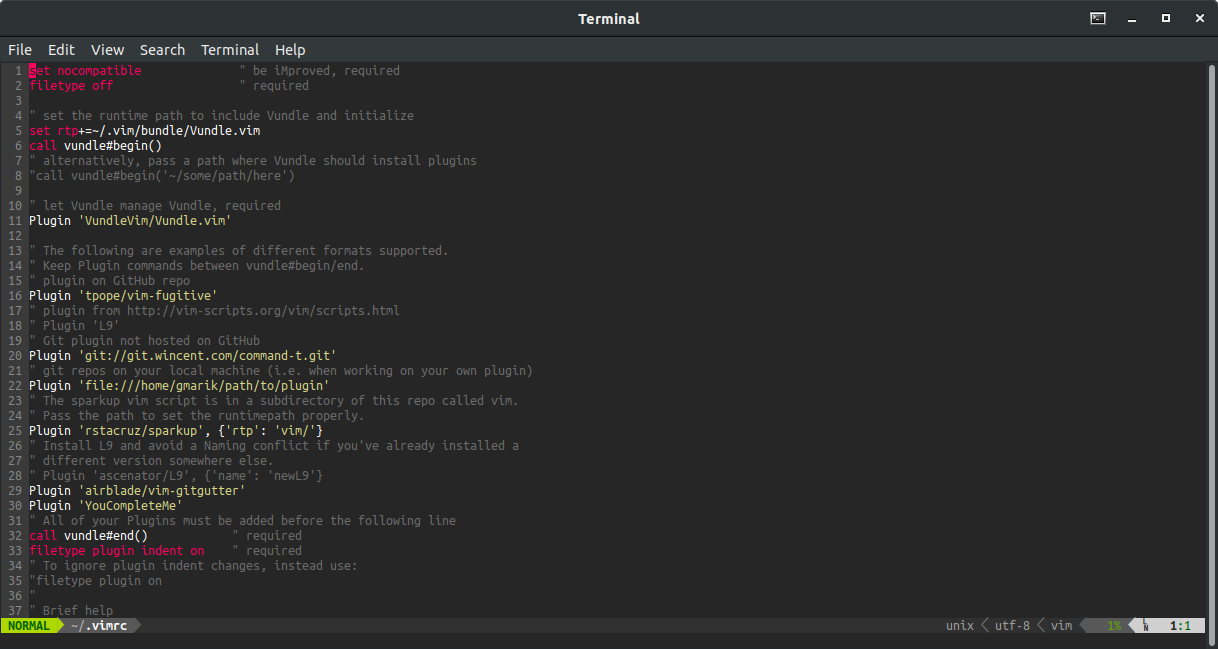 Terminal
File Edit View Search Terminal Help
1 set nocompatible " be iMproved, required
2 filetype off " required
3
4 " set the runtime path to include Vundle and initialize
5 set rtp+=~/.vim/bundle/Vundle.vim
6 call vundle#begin()
7 " alternatively, pass a path where Vundle should install plugins
8 "call vundle#begin('~/some/path/here')
9
10 " let Vundle manage Vundle, required
11 Plugin 'VundleVim/Vundle.vim'
12
13 " The following are examples of different formats supported.
14 " Keep Plugin commands between vundle#begin/end.
15 " plugin on GitHub repo
16 Plugin 'tpope/vim-fugitive'
17 " plugin from http://vim-scripts.org/vim/scripts.html
18 " Plugin 'L9'
19 " Git plugin not hosted on GitHub
20 Plugin 'git://git.wincent.com/command-t.git'
21 " git repos on your local machine (i.e. when working on your own plugin)
22 Plugin 'file:///home/gmarik/path/to/plugin'
23 " The sparkup vim script is in a subdirectory of this repo called vim.
24 " Pass the path to set the runtimepath properly.
25 Plugin 'rstacruz/sparkup', {'rtp': 'vim/'}
26 " Install L9 and avoid a Naming conflict if you've already installed a
27 " different version somewhere else.
28 " Plugin 'ascenator/L9', {'name': 'newL9'}
29 Plugin 'airblade/vim-gitgutter'
30 Plugin 'YouCompleteMe'
31 " All of your Plugins must be added before the following line
32 call vundle#end() " required
33 filetype plugin indent on " required
34 " To ignore plugin indent changes, instead use:
35 "filetype plugin on
36 "
37 " Brief help
NORMAL ~/.vimrc unix utf-8 vim 1% LN 1:1